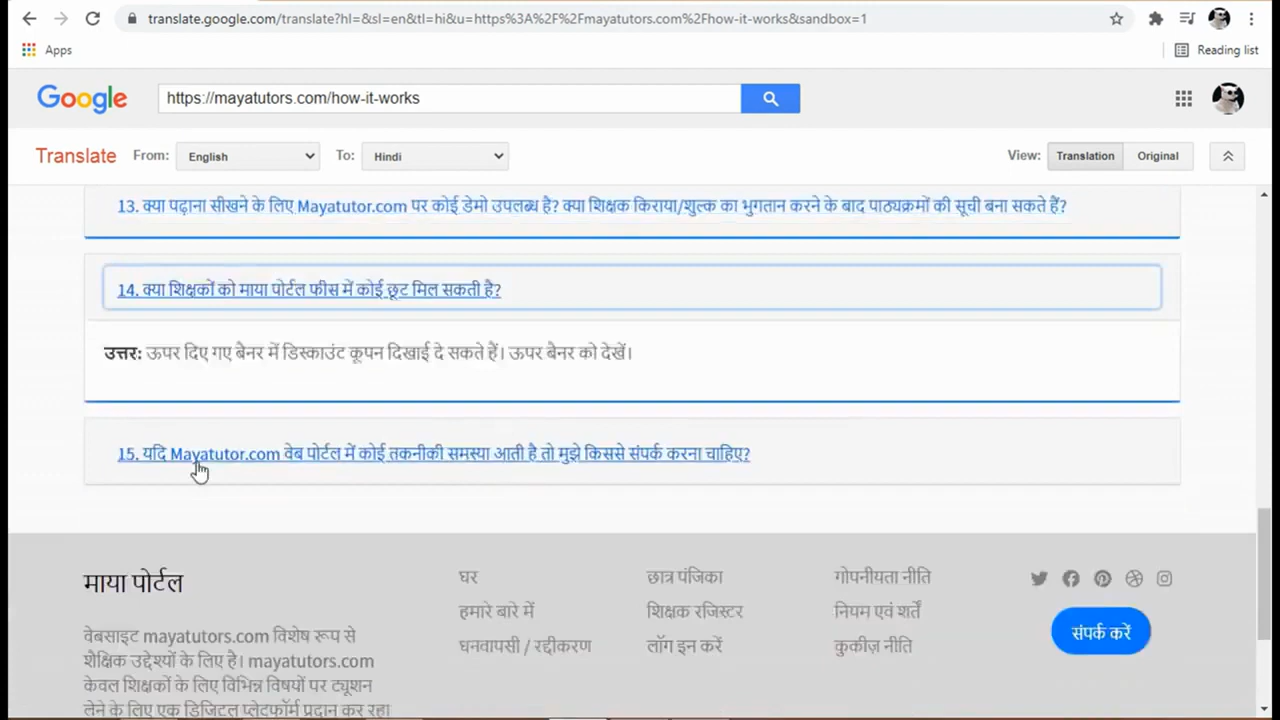 translate.google.com/translate?hl=&sl=en&tl=hi&u=https%3A%2F%2Fmayatutors.com%2Fhow-it-works&sandbox=1
Apps
Reading list
Google
https://mayatutors.com/how-it-works
Translate
From:
English
To:
Hindi
View:
Translation
Original
13. क्या पढ़ाना सीखने के लिए Mayatutor.com पर कोई डेमो उपलब्ध है? क्या शिक्षक किराया/शुल्क का भुगतान करने के बाद पाठ्यक्रमों की सूची बना सकते हैं?
14. क्या शिक्षकों को माया पोर्टल फीस में कोई छूट मिल सकती है?
उत्तर: ऊपर दिए गए बैनर में डिस्काउंट कूपन दिखाई दे सकते हैं। ऊपर बैनर को देखें।
15. यदि Mayatutor.com वेब पोर्टल में कोई तकनीकी समस्या आती है तो मुझे किससे संपर्क करना चाहिए?
माया पोर्टल
वेबसाइट mayatutors.com विशेष रूप से
शैक्षिक उद्देश्यों के लिए है। mayatutors.com
केवल शिक्षकों के लिए विभिन्न विषयों पर ट्यूशन
लेने के लिए एक डिजिटल प्लेटफॉर्म प्रदान कर रहा
घर
हमारे बारे में
धनवापसी / रद्दीकरण
छात्र पंजिका
शिक्षक रजिस्टर
लॉग इन करें
गोपनीयता नीति
नियम एवं शर्तें
कुकीज़ नीति
संपर्क करें